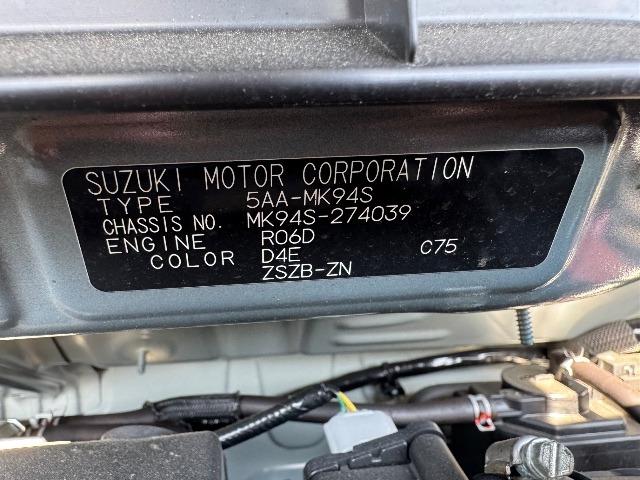 SUZUKI MOTOR CORPORATION
TYPE 5AA-MK94S
CHASSIS NO. MK94S-274039
ENGINE R06D
COLOR D4E C75
ZSZB-ZN